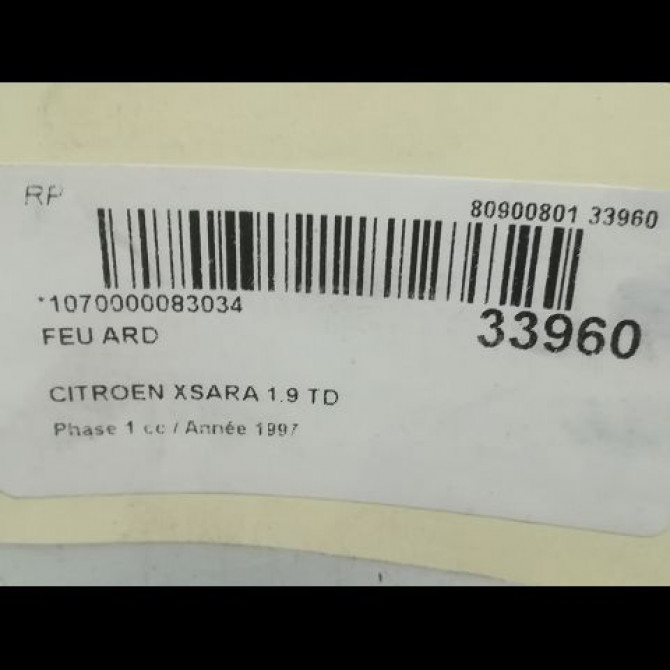 RP
80900801 33960
*1070000083034
33960
FEU ARD
CITROEN XSARA 1.9 TD
Phase 1 cc / Année 1997